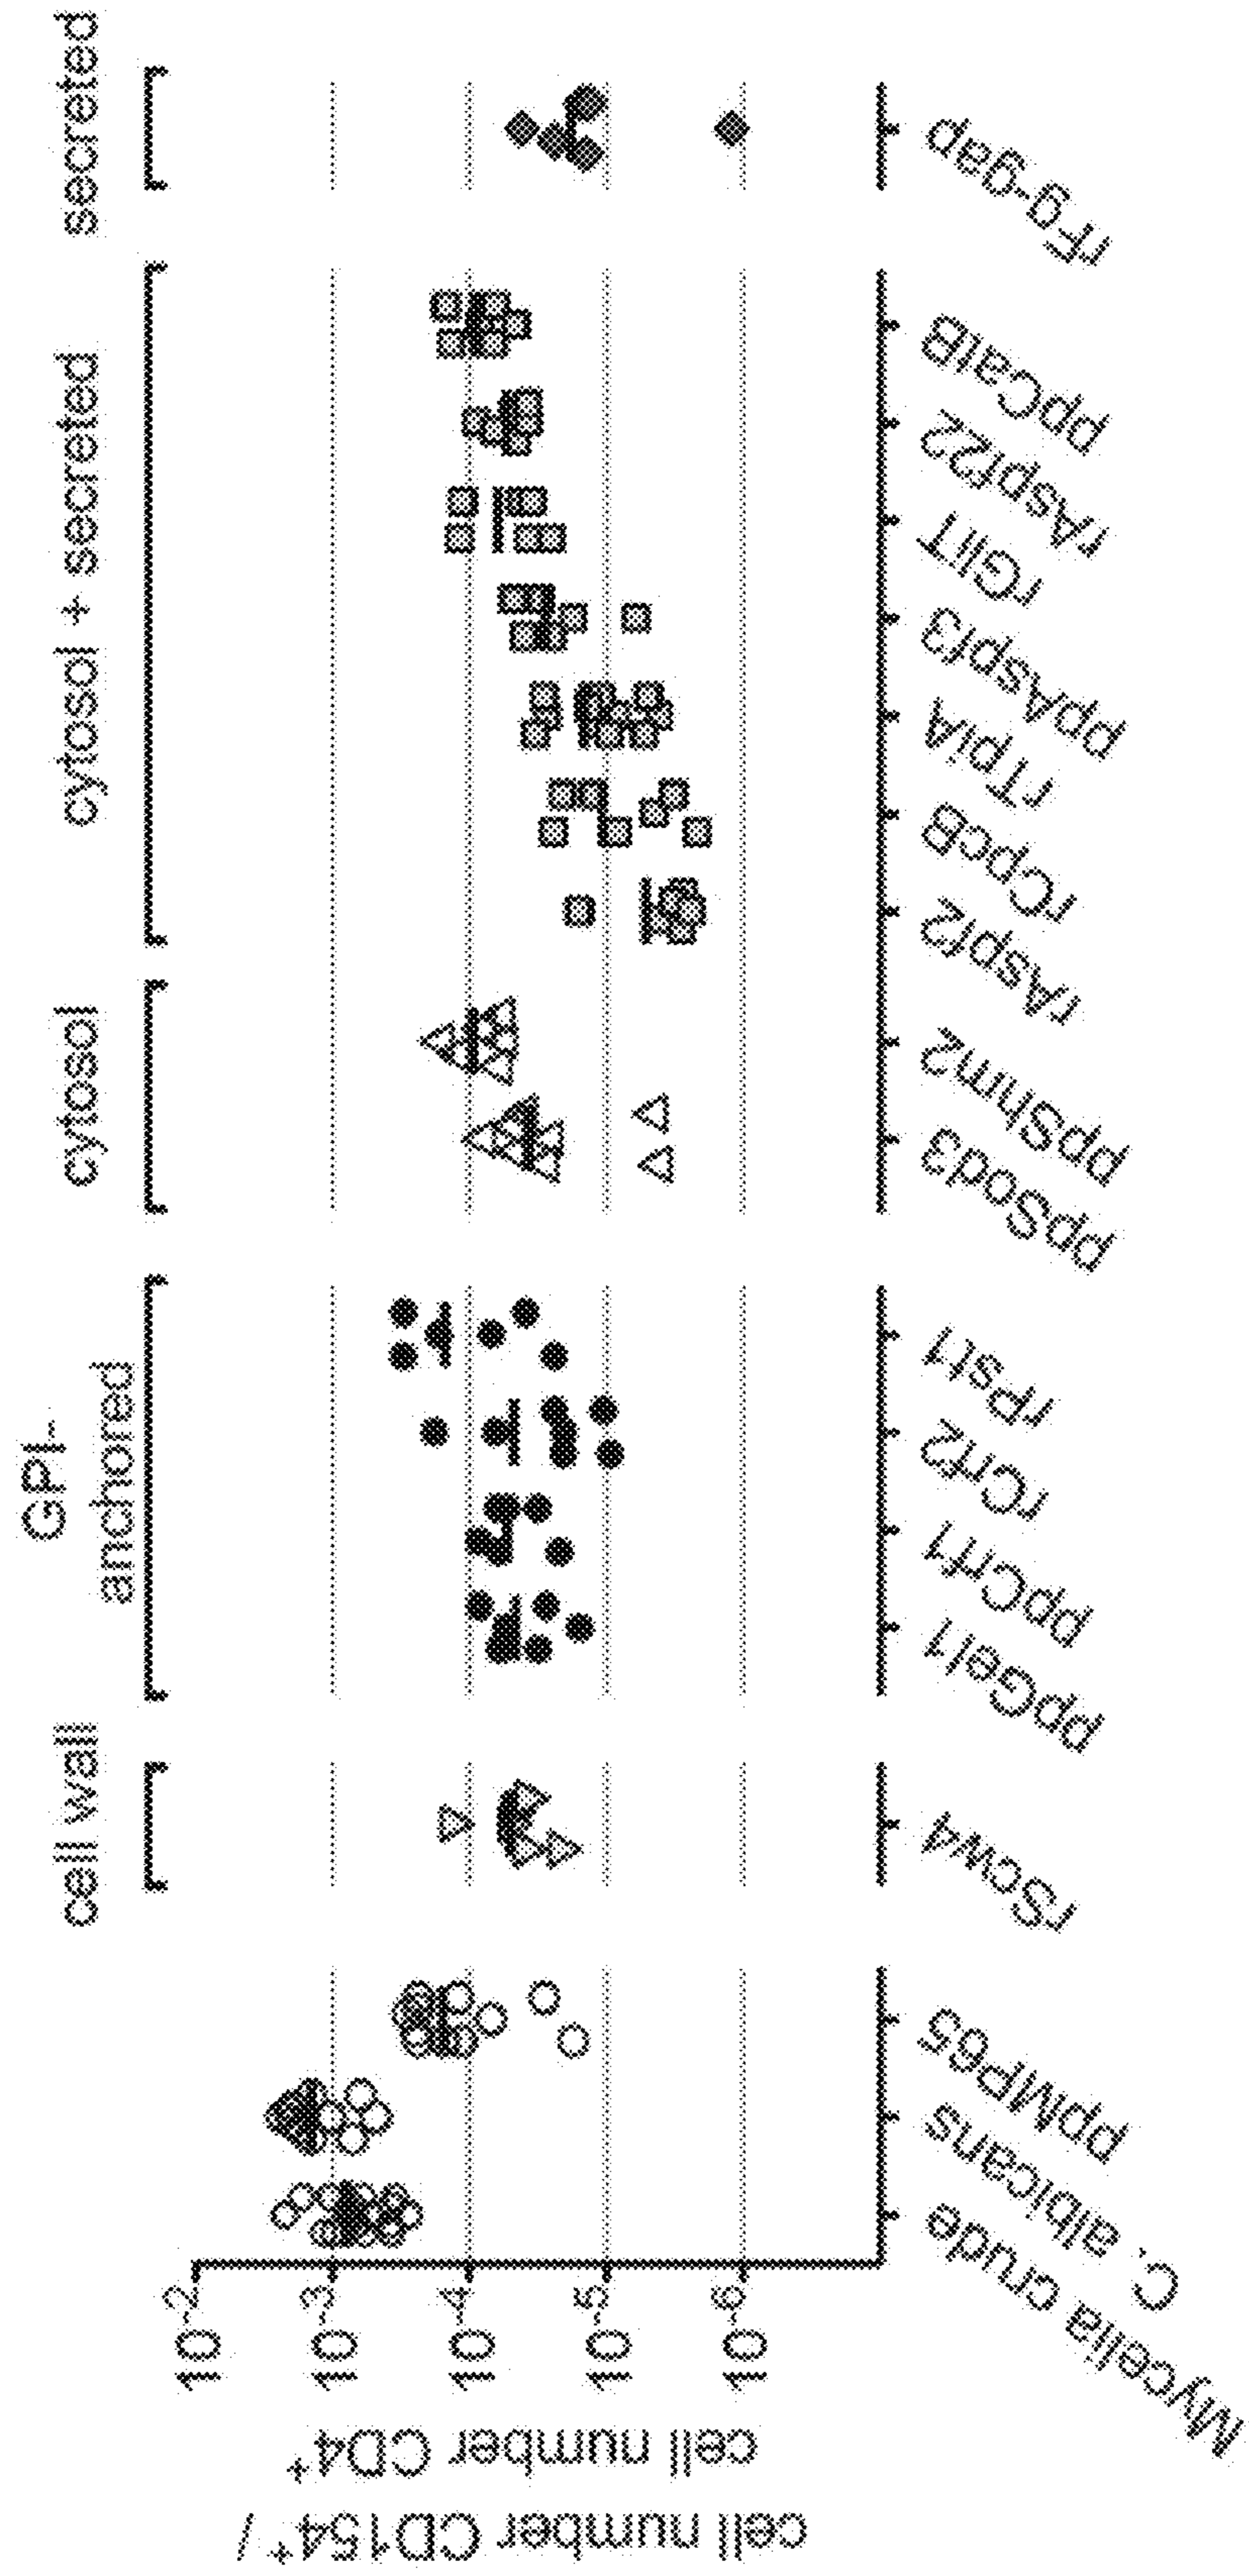 cell wall
GPI-
anchored
cytosol
cytosol + secreted
secreted
cell number CD154⁺ /
cell number CD4⁺
10⁻²
10⁻³
10⁻⁴
10⁻⁵
10⁻⁶
Mycelia crude
C. albicans
ppMP65
rScw4
ppGel1
ppCrf1
rCrf2
rPst1
ppSod3
ppShm2
rAspf2
rCpcB
rTpiA
ppAspf3
rGliT
rAspf22
ppCatB
rFg-gap